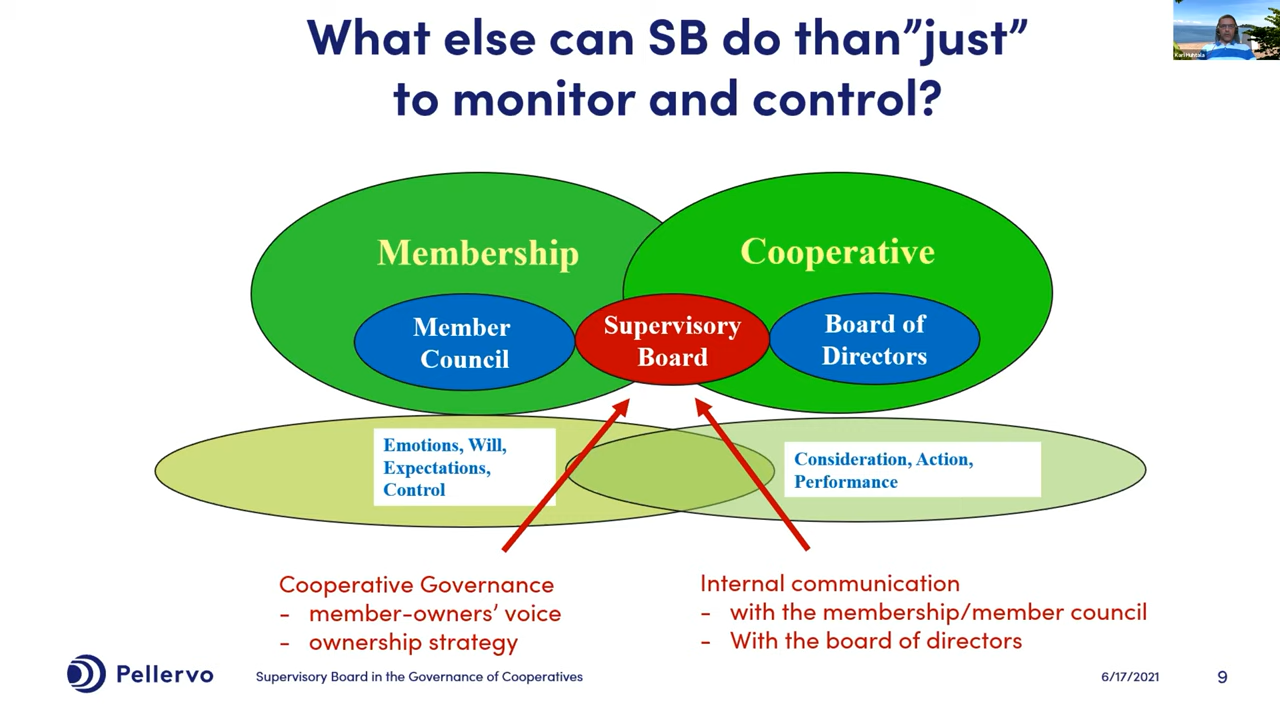 What else can SB do than”just”
to monitor and control?
Kari Huhtala
Membership
Cooperative
Member
Council
Supervisory
Board
Board of
Directors
Emotions, Will,
Expectations,
Control
Consideration, Action,
Performance
Cooperative Governance
- member-owners’ voice
- ownership strategy
Internal communication
- with the membership/member council
- With the board of directors
Pellervo
Supervisory Board in the Governance of Cooperatives
6/17/2021
9